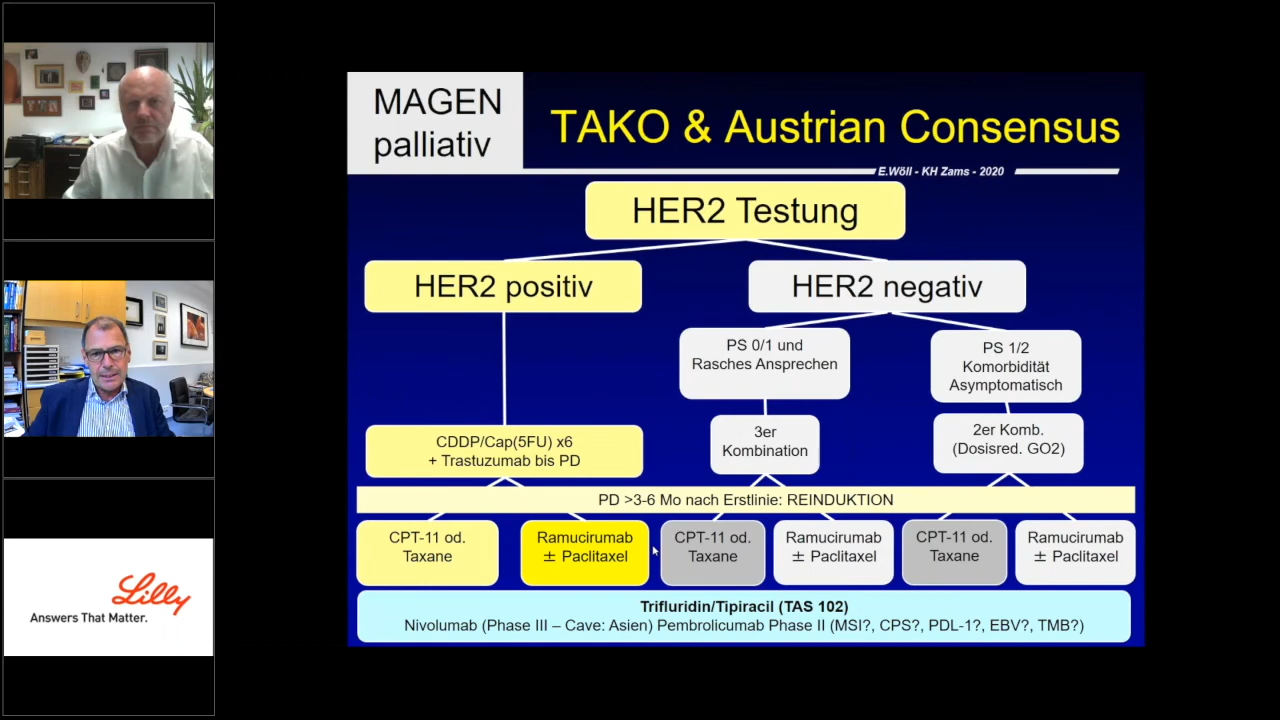 MAGEN
palliativ
TAKO & Austrian Consensus
E.Wöll - KH Zams - 2020
HER2 Testung
HER2 positiv
HER2 negativ
PS 0/1 und
Rasches Ansprechen
PS 1/2
Komorbidität
Asymptomatisch
CDDP/Cap(5FU) x6
+ Trastuzumab bis PD
3er
Kombination
2er Komb.
(Dosisred. GO2)
PD >3-6 Mo nach Erstlinie: REINDUKTION
CPT-11 od.
Taxane
Ramucirumab
± Paclitaxel
CPT-11 od.
Taxane
Ramucirumab
± Paclitaxel
CPT-11 od.
Taxane
Ramucirumab
± Paclitaxel
Trifluridin/Tipiracil (TAS 102)
Nivolumab (Phase III – Cave: Asien) Pembrolicumab Phase II (MSI?, CPS?, PDL-1?, EBV?, TMB?)
Lilly
Answers That Matter.